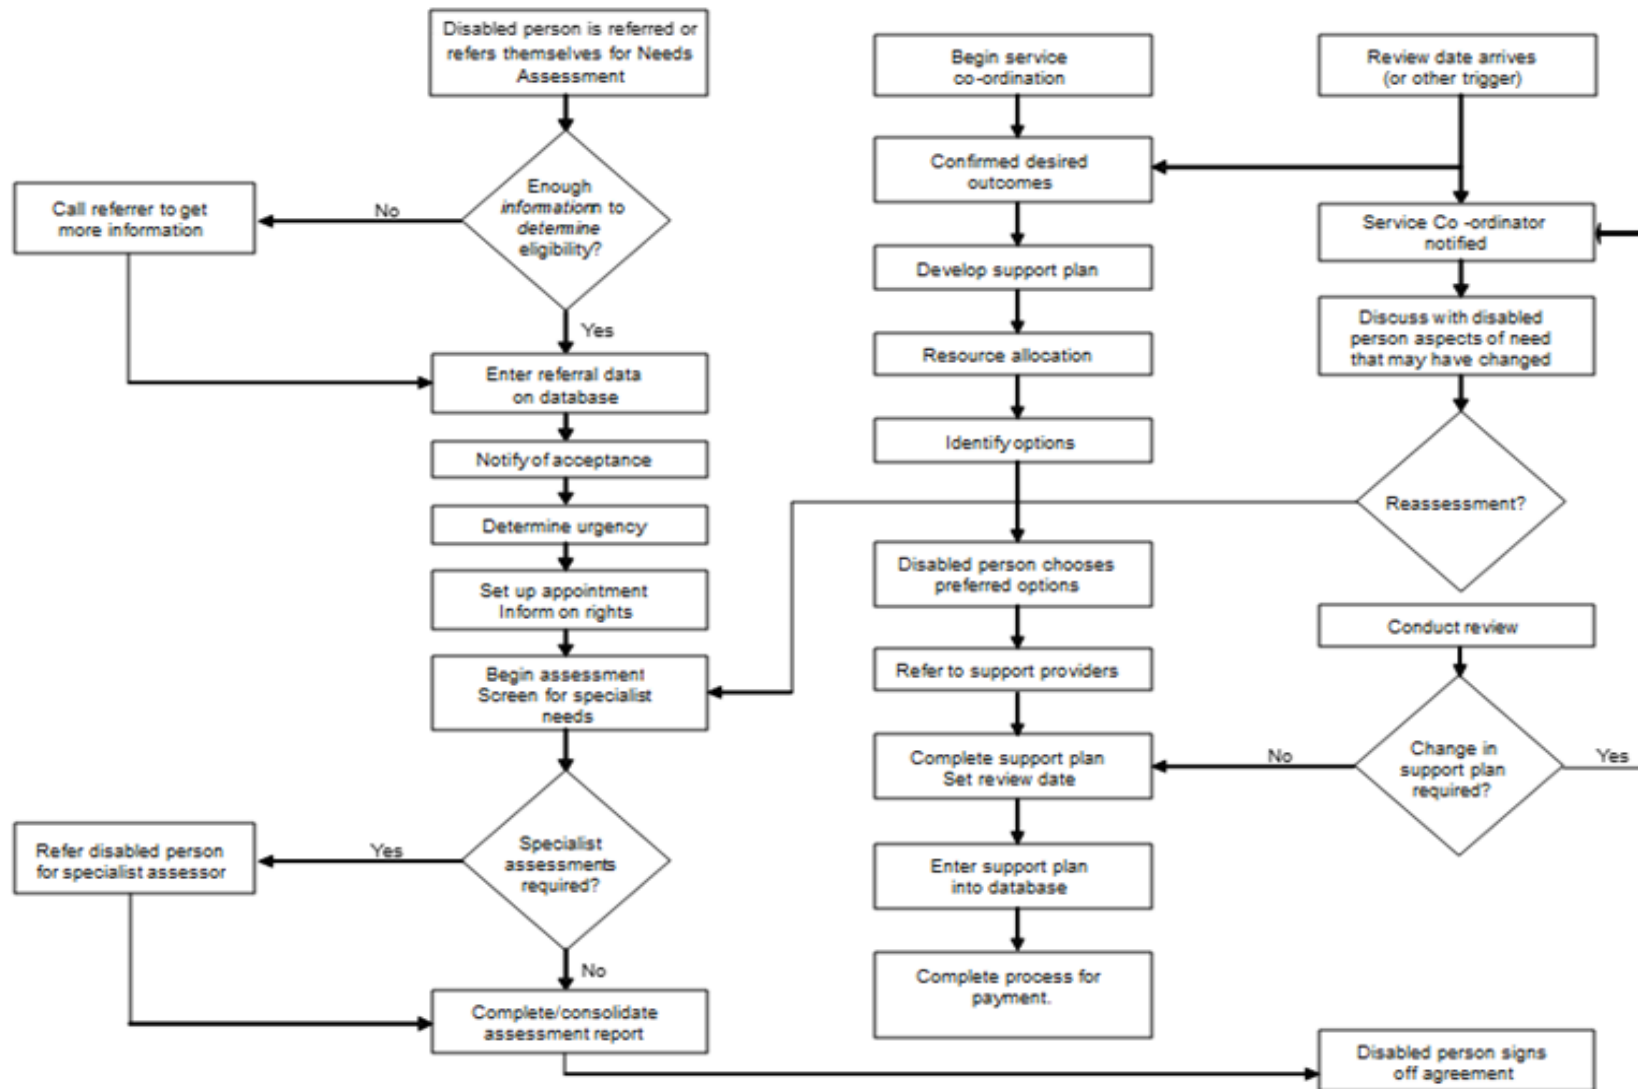 Disabled person is referred or
refers themselves for Needs
Assessment
Enough
informationn to
determine
eligibility?
No
Call referrer to get
more information
Yes
Enter referral data
on database
Notify of acceptance
Determine urgency
Set up appointment
Inform on rights
Begin assessment
Screen for specialist
needs
Specialist
assessments
required?
Yes
Refer disabled person
for specialist assessor
No
Complete/consolidate
assessment report
Begin service
co-ordination
Confirmed desired
outcomes
Develop support plan
Resource allocation
Identify options
Disabled person chooses
preferred options
Refer to support providers
Complete support plan
Set review date
Enter support plan
into database
Complete process for
payment.
Review date arrives
(or other trigger)
Service Co -ordinator
notified
Discuss with disabled
person aspects of need
that may have changed
Reassessment?
Conduct review
Change in
support plan
required?
No
Yes
Disabled person signs
off agreement